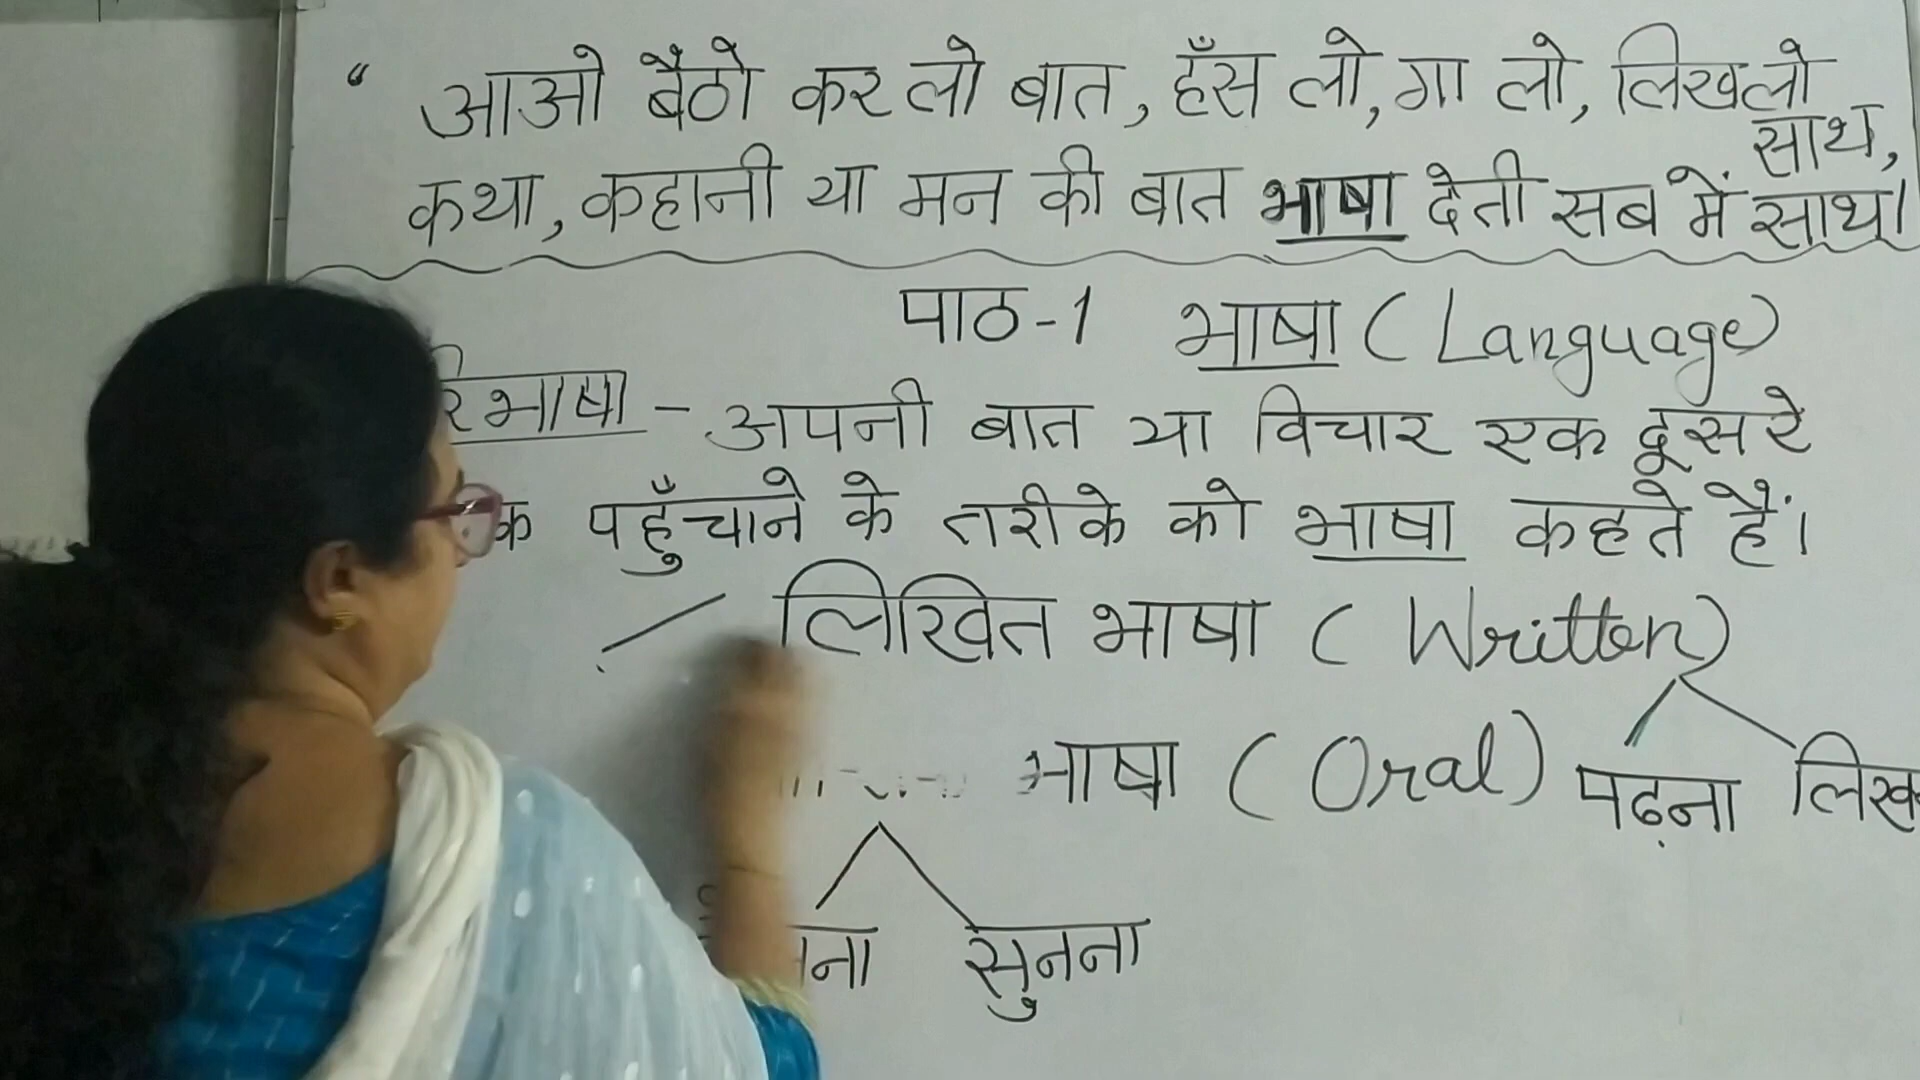 “ आओ बैठो कर लो बात, हँस लो, गा लो, लिखलो
साथ,
कथा, कहानी या मन की बात भाषा देती सब में साथ।
पाठ-1 भाषा (Language)
रिभाषा - अपनी बात या विचार एक दूसरे
क पहुँचाने के तरीके को भाषा कहते हैं।
लिखित भाषा (Written)
भाषा (Oral) पढ़ना लिख
ना सुनना